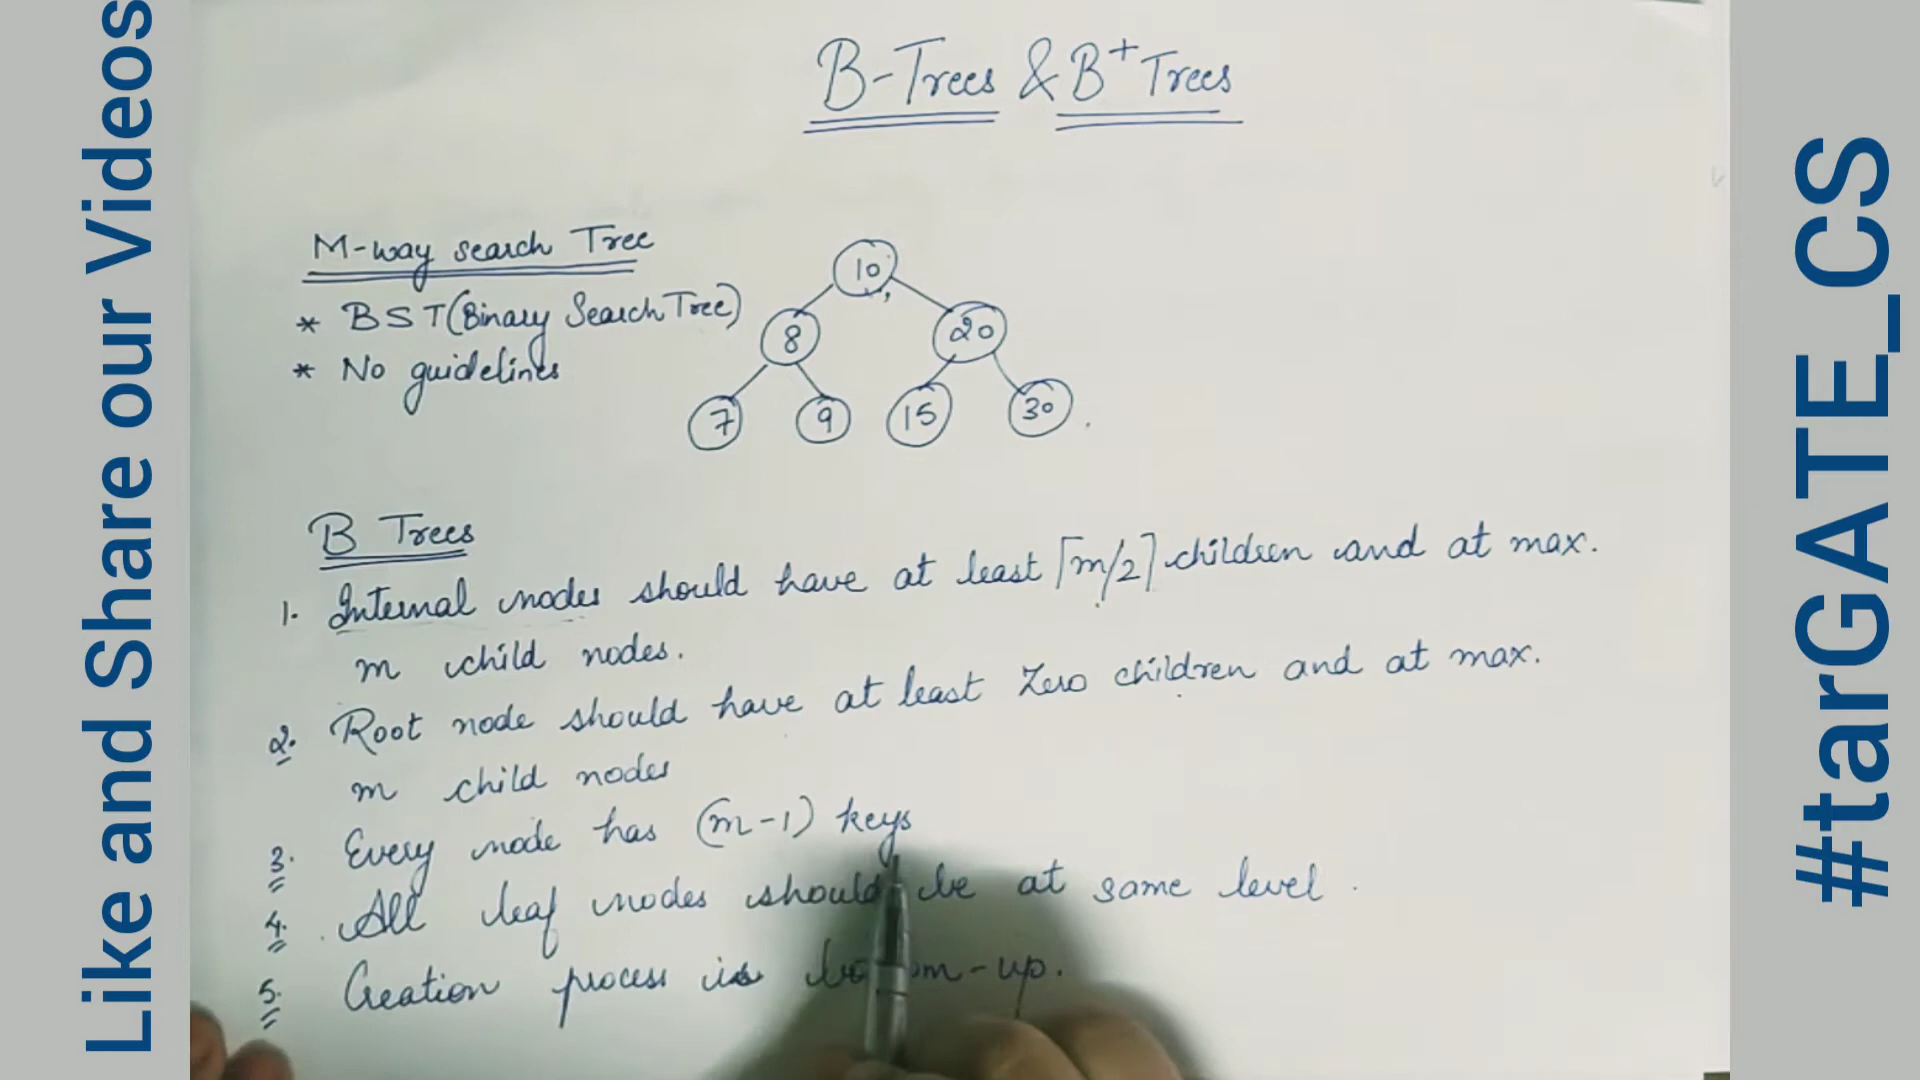 Like and Share our Videos
B-Trees & B+ Trees
M-way search Tree
* BST (Binary Search Tree)
* No guidelines
10
8 20
7 9 15 30
B Trees
1. Internal nodes should have at least ⌈m/2⌉ children and at max.
m child nodes.
2. Root node should have at least Zero children and at max.
m child nodes
3. Every node has (m-1) keys
4. All leaf nodes should be at same level.
5. Creation process is -up.
#tarGATE_CS